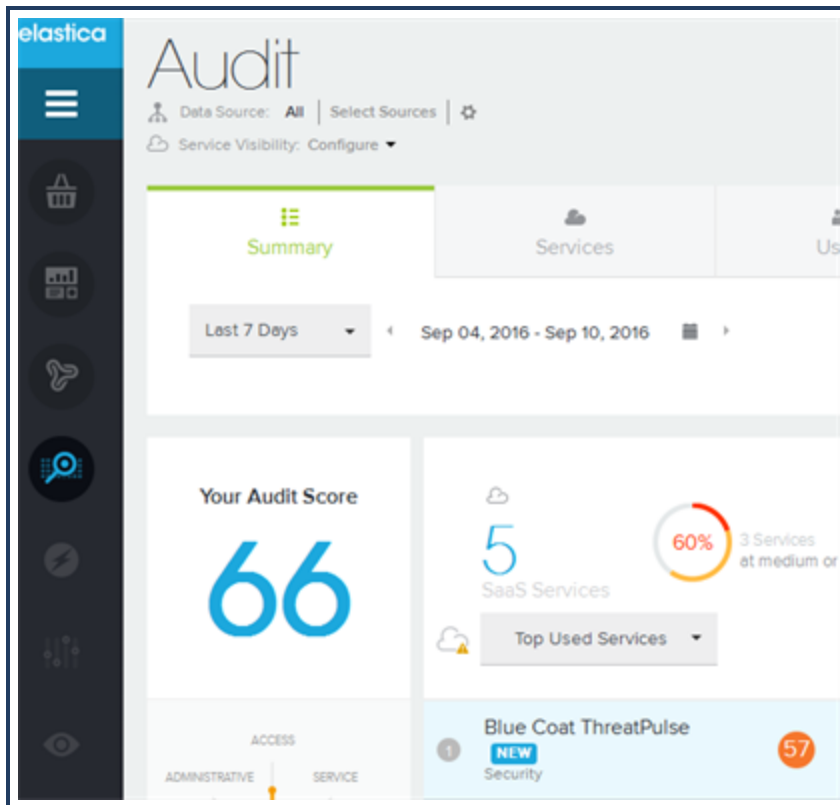 elastica
Audit
Data Source: All | Select Sources |
Service Visibility: Configure
Summary
Services
Us
Last 7 Days
Sep 04, 2016 - Sep 10, 2016
Your Audit Score
66
5
SaaS Services
60%
3 Services
at medium or
Top Used Services
1
Blue Coat ThreatPulse
NEW
Security
57
ACCESS
ADMINISTRATIVE
SERVICE